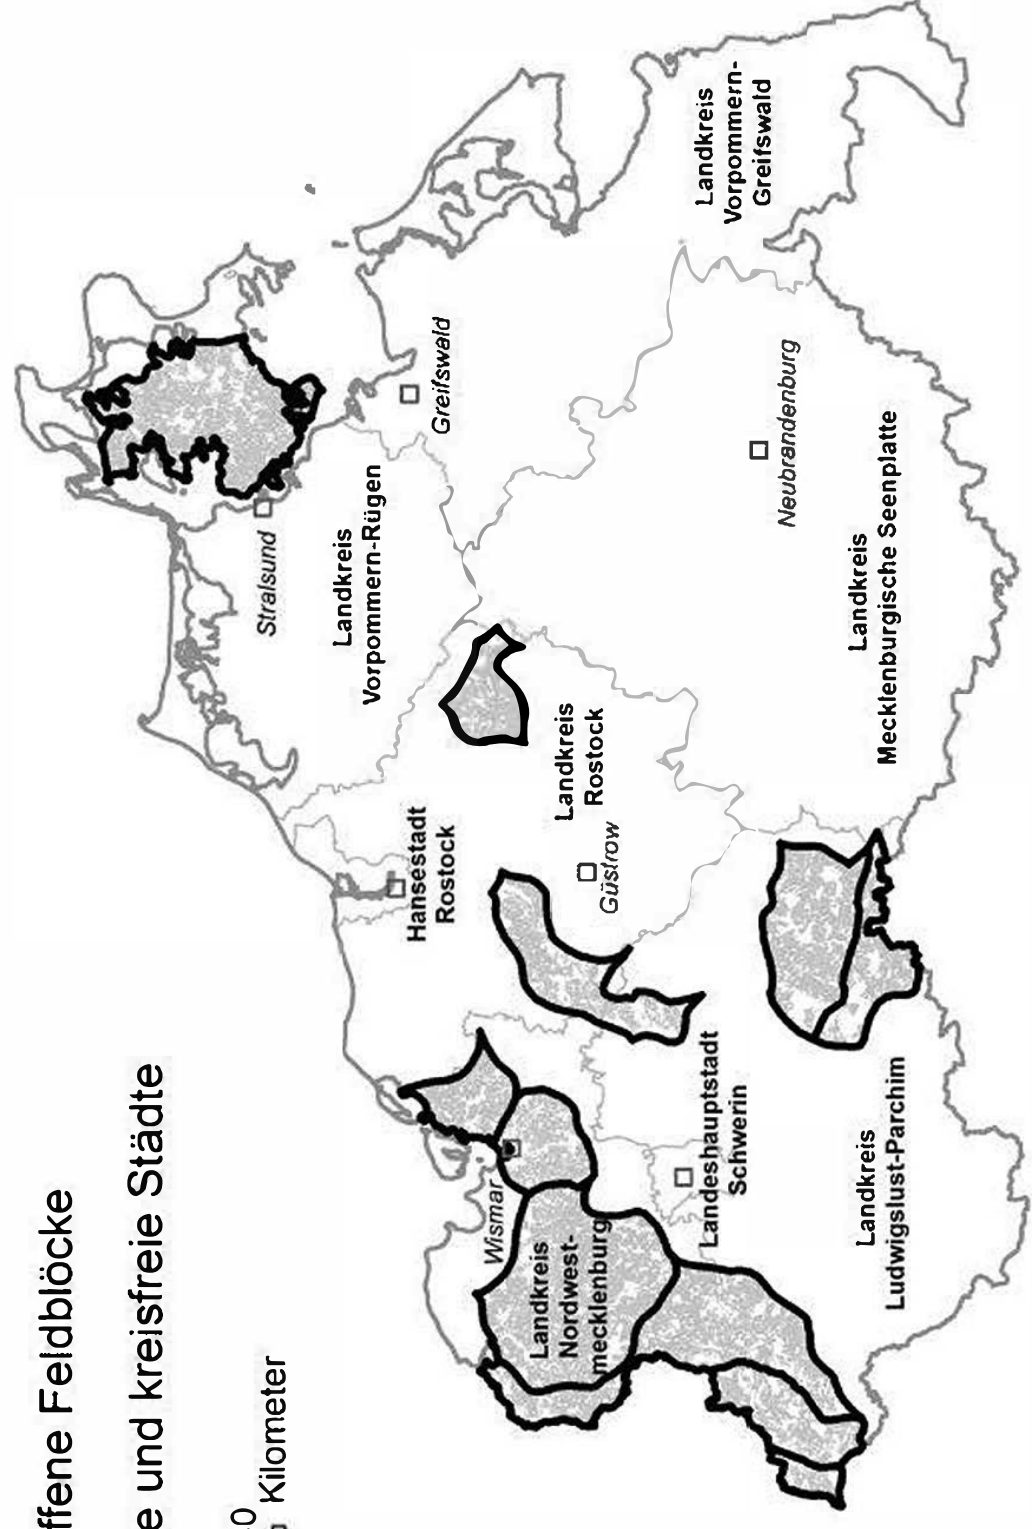 ffene Feldblöcke
e und kreisfreie Städte
0
Kilometer
Stralsund
Landkreis
Vorpommern-Rügen
Greifswald
Landkreis
Vorpommern-
Greifswald
Hansestadt
Rostock
Landkreis
Rostock
Güstrow
Neubrandenburg
Landkreis
Mecklenburgische Seenplatte
Wismar
Landkreis
Nordwest-
mecklenburg
Landeshauptstadt
Schwerin
Landkreis
Ludwigslust-Parchim